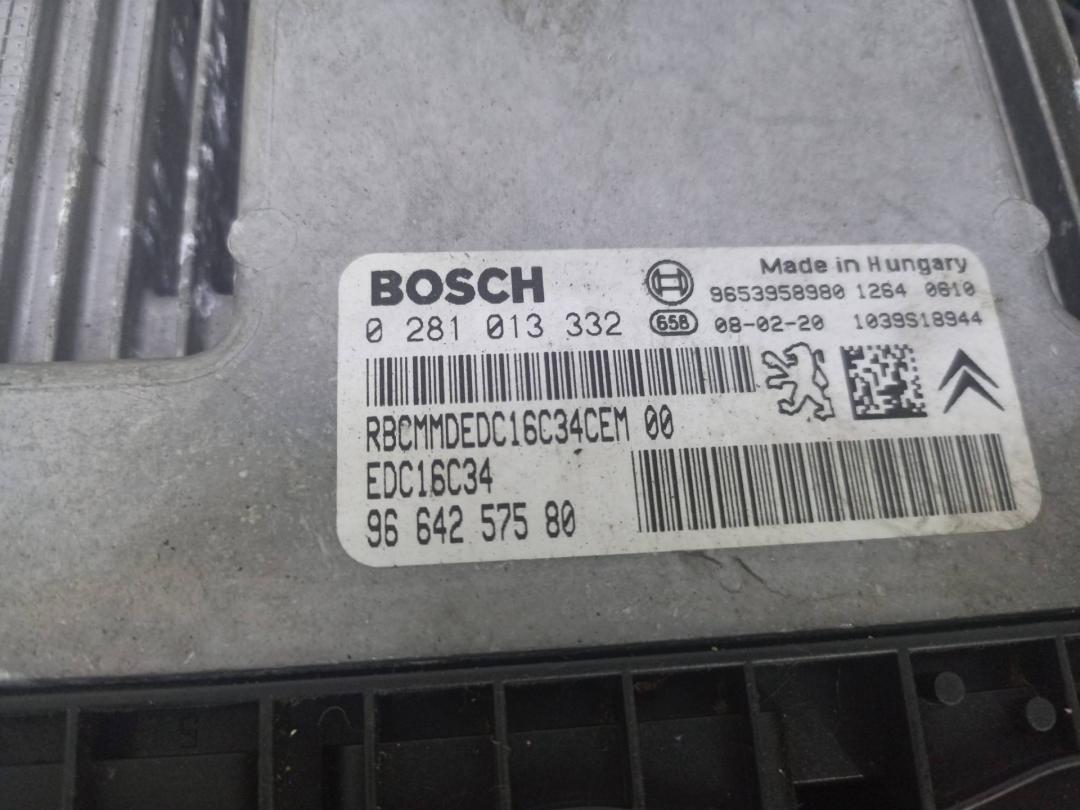 BOSCH
Made in Hungary
9653958980 1264 0610
0 281 013 332
658 08-02-20 1039S18944
RBCMMDEDC16C34CEM 00
EDC16C34
96 642 575 80